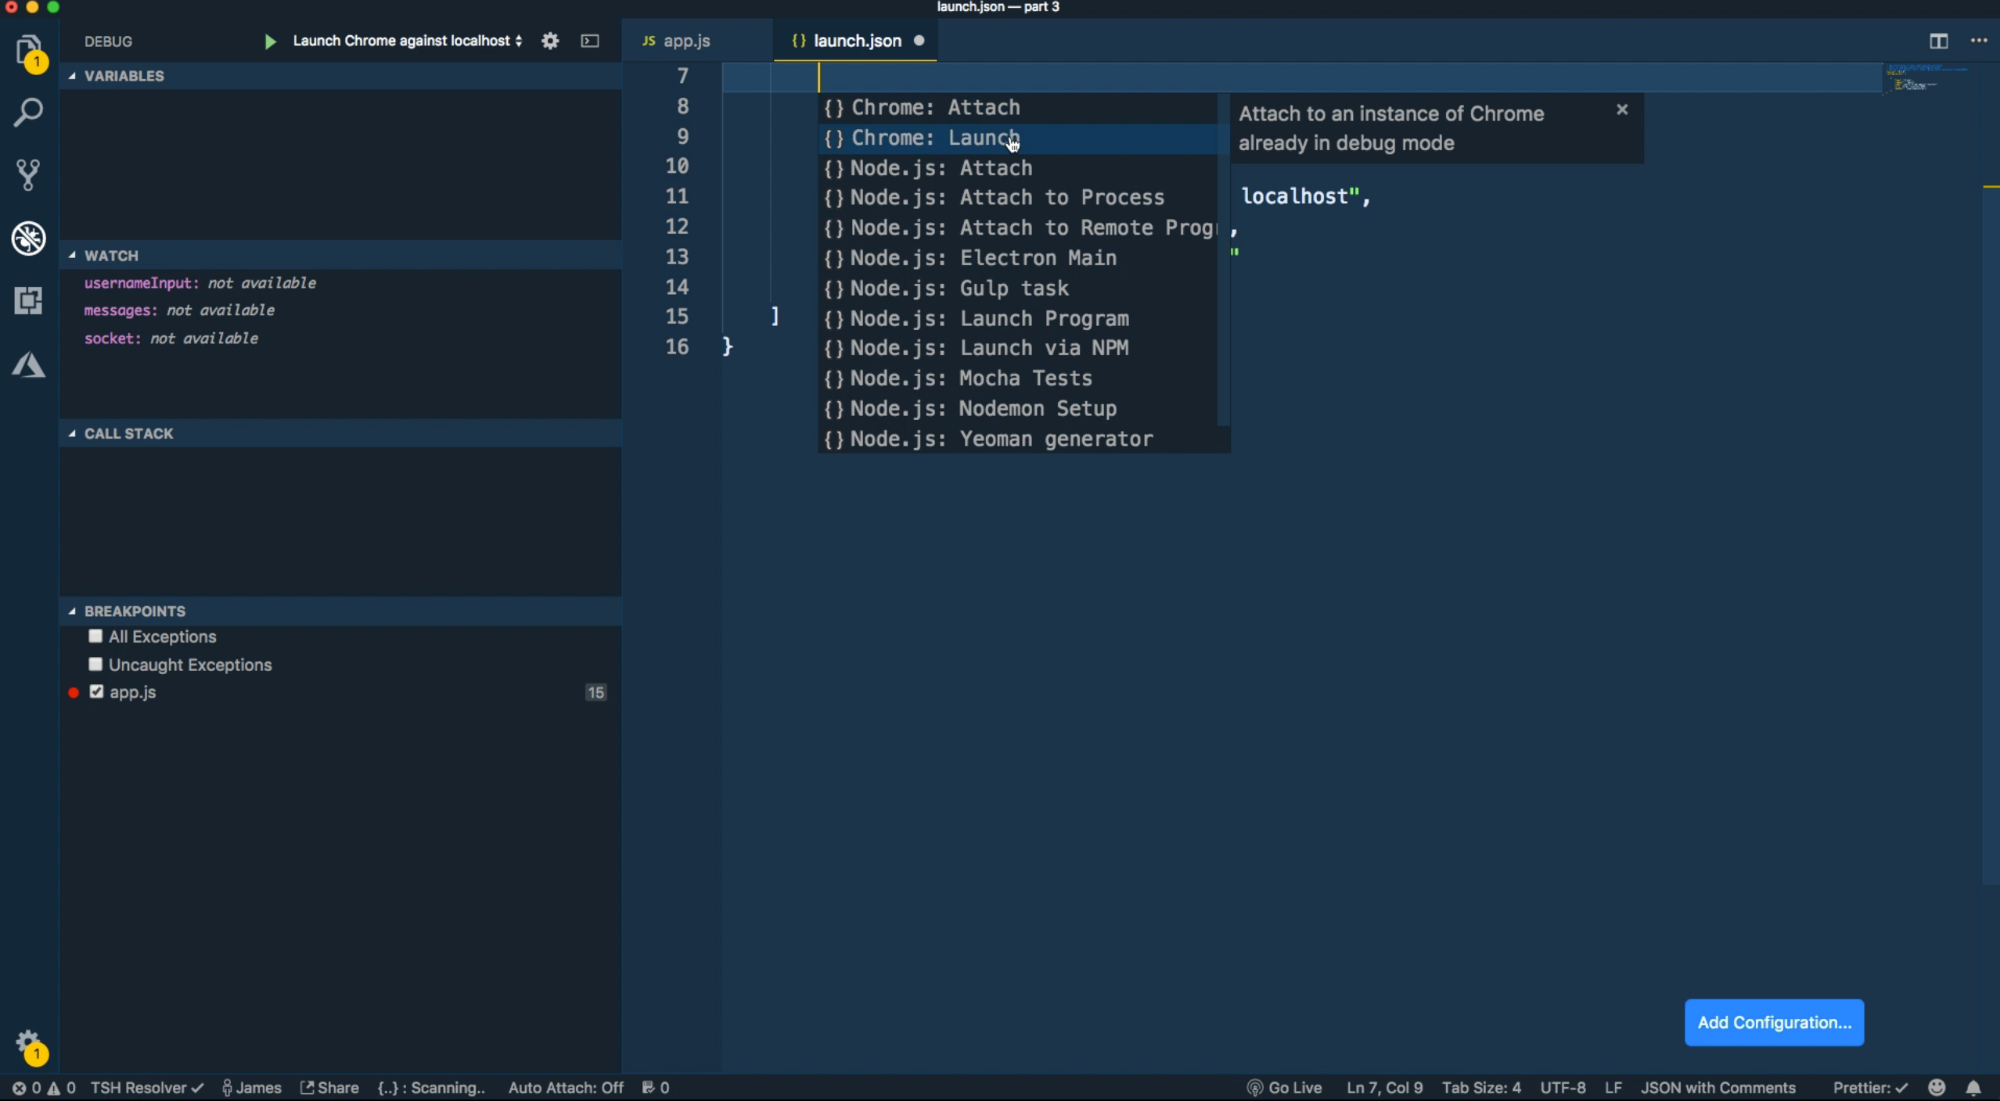 launch.json — part 3
1
DEBUG
Launch Chrome against localhost
JS app.js
{} launch.json
VARIABLES
WATCH
usernameInput: not available
messages: not available
socket: not available
CALL STACK
BREAKPOINTS
All Exceptions
Uncaught Exceptions
app.js
15
7
8
9
10
11
12
13
14
15 ]
16 }
{} Chrome: Attach
{} Chrome: Launch
{} Node.js: Attach
{} Node.js: Attach to Process
{} Node.js: Attach to Remote Prog
{} Node.js: Electron Main
{} Node.js: Gulp task
{} Node.js: Launch Program
{} Node.js: Launch via NPM
{} Node.js: Mocha Tests
{} Node.js: Nodemon Setup
{} Node.js: Yeoman generator
Attach to an instance of Chrome
already in debug mode
localhost",
,
"
Add Configuration...
1
0 0 TSH Resolver James Share {..} : Scanning.. Auto Attach: Off 0 Go Live Ln 7, Col 9 Tab Size: 4 UTF-8 LF JSON with Comments Prettier: ✓